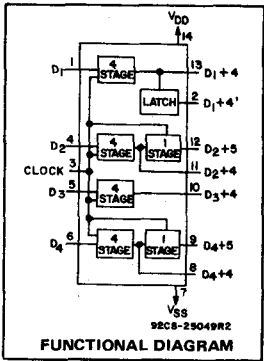 VDD
14
D1 1 4 STAGE 13 D1+4
LATCH 2 D1+4'
D2 4 4 STAGE 1 STAGE 12 D2+5
11 D2+4
CLOCK 3
D3 5 4 STAGE 10 D3+4
D4 6 4 STAGE 1 STAGE 9 D4+5
8 D4+4
7
VSS
92CS-25049R2
FUNCTIONAL DIAGRAM